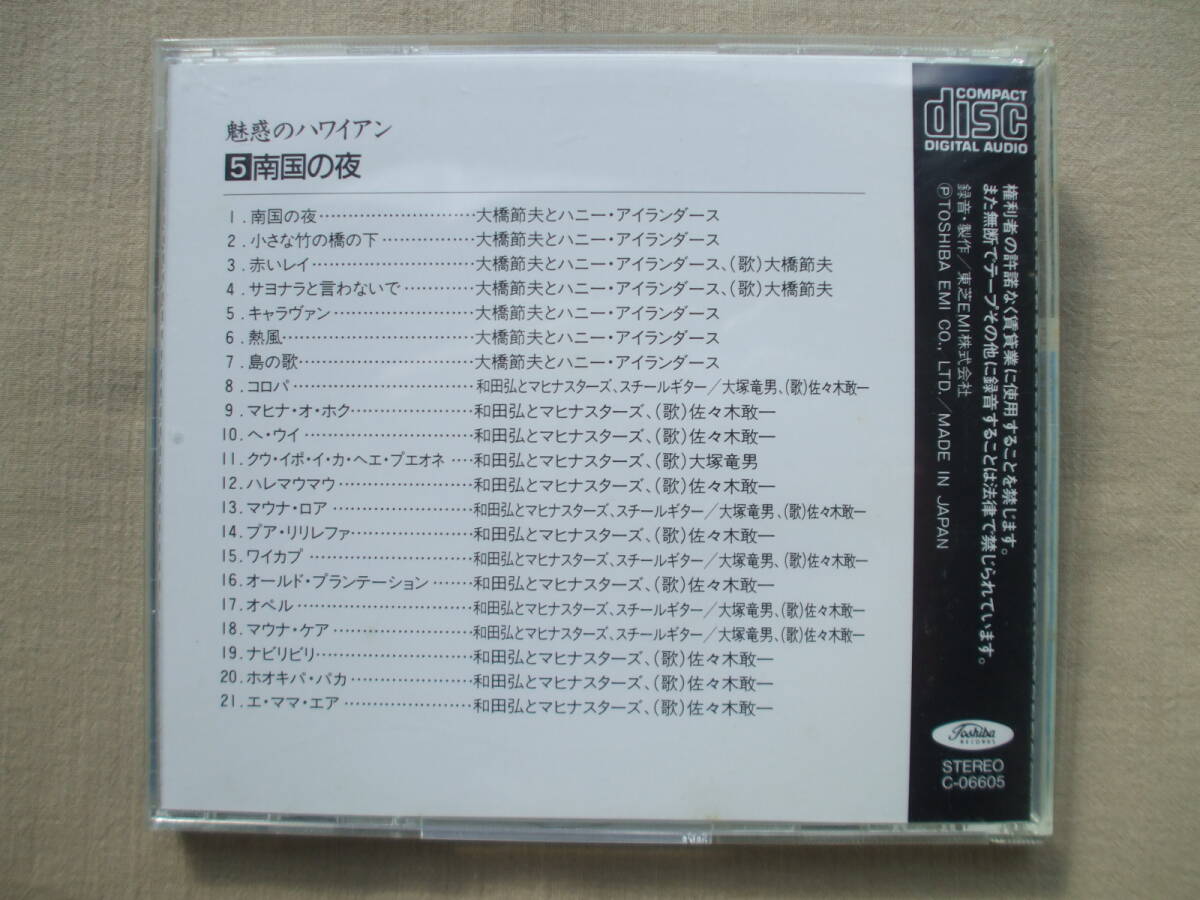 魅惑のハワイアン
5 南国の夜
1. 南国の夜…………………………大橋節夫とハニー・アイランダース
2. 小さな竹の橋の下………………大橋節夫とハニー・アイランダース
3. 赤いレイ…………………………大橋節夫とハニー・アイランダース、(歌)大橋節夫
4. サヨナラと言わないで…………大橋節夫とハニー・アイランダース、(歌)大橋節夫
5. キャラヴァン……………………大橋節夫とハニー・アイランダース
6. 熱風………………………………大橋節夫とハニー・アイランダース
7. 島の歌……………………………大橋節夫とハニー・アイランダース
8. コロパ……………………………和田弘とマヒナスターズ、スチールギター/大塚竜男、(歌)佐々木敢一
9. マヒナ・オ・ホク………………和田弘とマヒナスターズ、(歌)佐々木敢一
10. ヘ・ウイ…………………………和田弘とマヒナスターズ、(歌)佐々木敢一
11. クウ・イポ・イ・カ・ヘエ・プエオネ…和田弘とマヒナスターズ、(歌)大塚竜男
12. ハレマウマウ……………………和田弘とマヒナスターズ、(歌)佐々木敢一
13. マウナ・ロア……………………和田弘とマヒナスターズ、スチールギター/大塚竜男、(歌)佐々木敢一
14. プア・リリレファ………………和田弘とマヒナスターズ、(歌)佐々木敢一
15. ワイカプ…………………………和田弘とマヒナスターズ、スチールギター/大塚竜男、(歌)佐々木敢一
16. オールド・プランテーション……和田弘とマヒナスターズ、(歌)佐々木敢一
17. オペル……………………………和田弘とマヒナスターズ、スチールギター/大塚竜男、(歌)佐々木敢一
18. マウナ・ケア……………………和田弘とマヒナスターズ、スチールギター/大塚竜男、(歌)佐々木敢一
19. ナビリビリ………………………和田弘とマヒナスターズ、(歌)佐々木敢一
20. ホオキパ・パカ…………………和田弘とマヒナスターズ、(歌)佐々木敢一
21. エ・ママ・エア…………………和田弘とマヒナスターズ、(歌)佐々木敢一
COMPACT
disc
DIGITAL AUDIO
権利者の許諾なく賃貸業に使用することを禁じます。
また無断でテープその他に録音することは法律で禁じられています。
録音・製作/東芝EMI株式会社
ⓅTOSHIBA EMI CO., LTD./MADE IN JAPAN
Toshiba
RECORDS
STEREO
C-06605